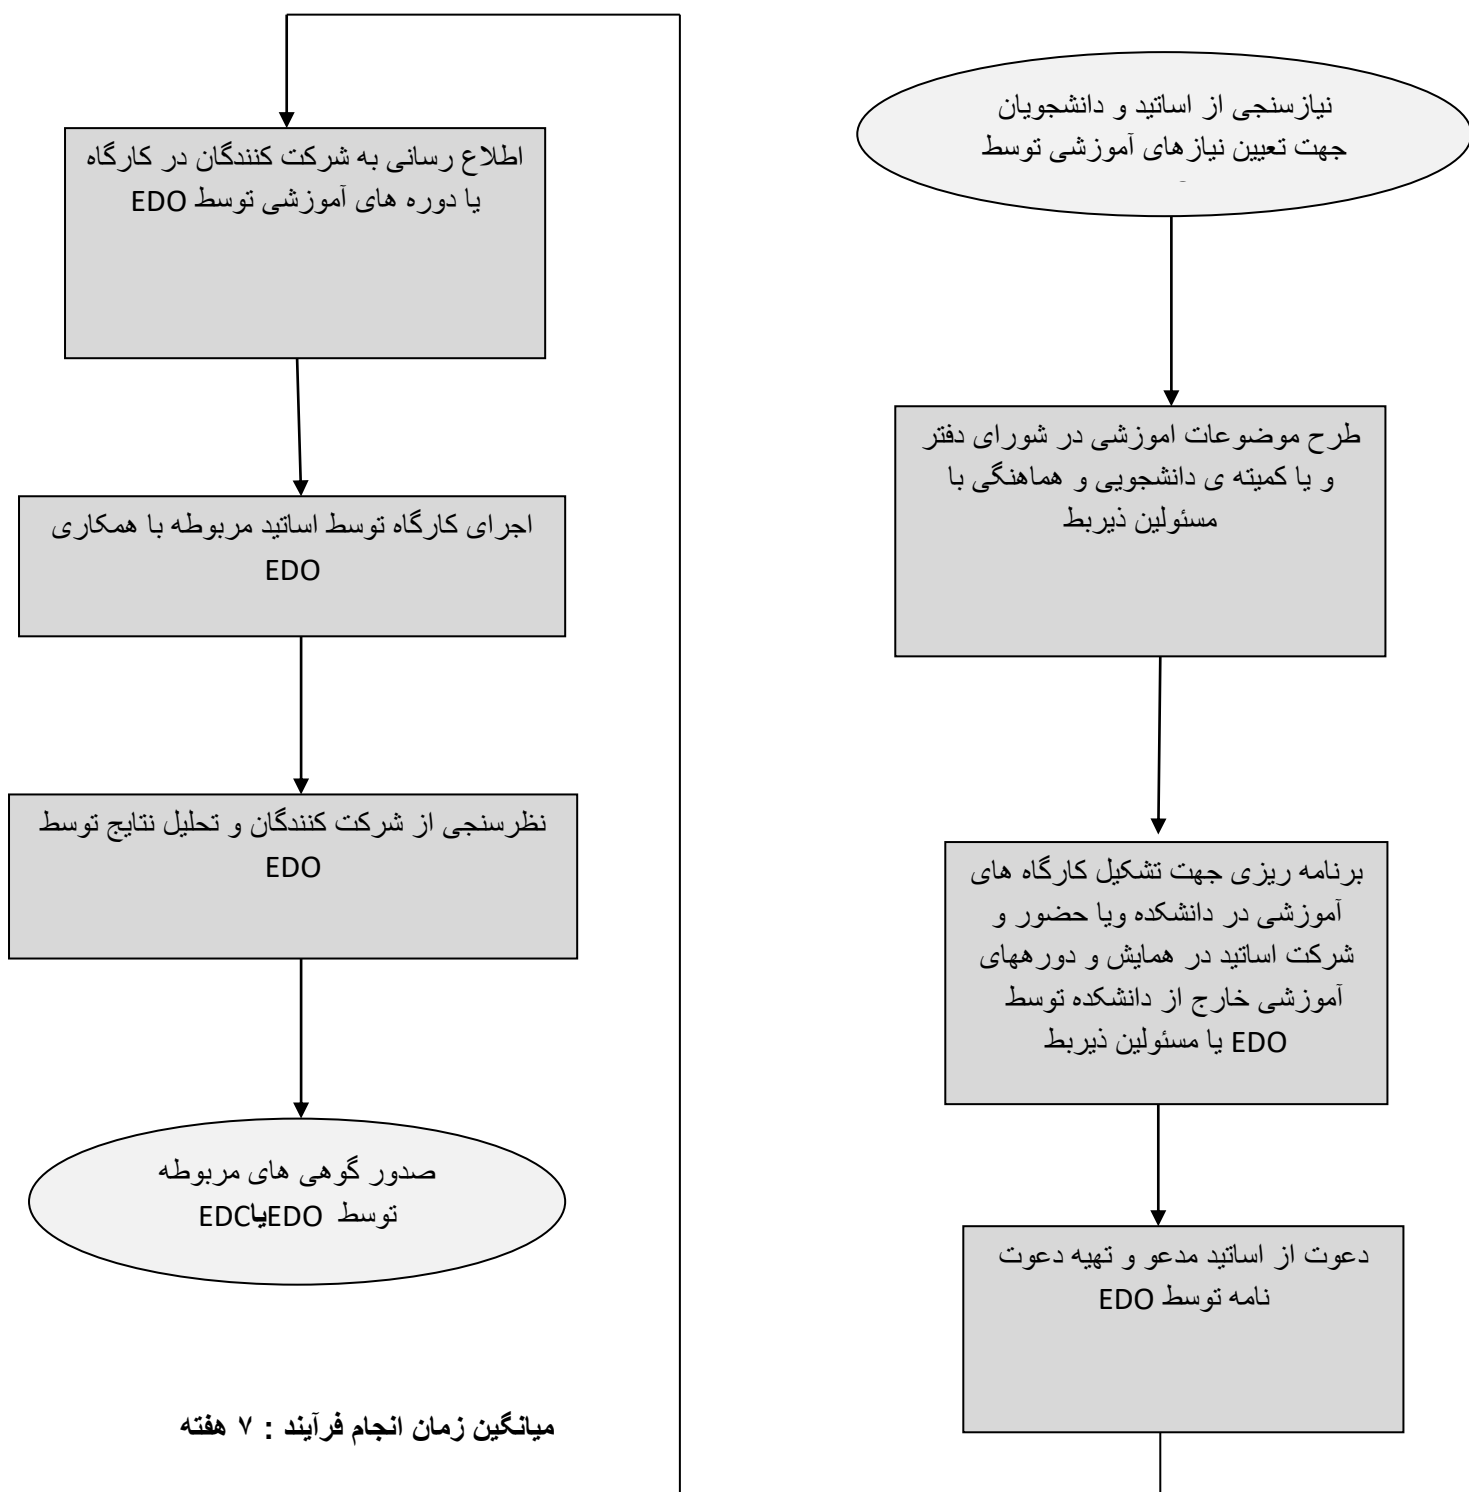 نیازسنجی از اساتید و دانشجویان
جهت تعیین نیازهای آموزشی توسط
طرح موضوعات اموزشی در شورای دفتر
و یا کمیته ی دانشجویی و هماهنگی با
مسئولین ذیربط
برنامه ریزی جهت تشکیل کارگاه های
آموزشی در دانشکده ویا حضور و
شرکت اساتید در همایش و دورههای
آموزشی خارج از دانشکده توسط
EDO یا مسئولین ذیربط
دعوت از اساتید مدعو و تهیه دعوت
نامه توسط EDO
اطلاع رسانی به شرکت کنندگان در کارگاه
یا دوره های آموزشی توسط EDO
اجرای کارگاه توسط اساتید مربوطه با همکاری
EDO
نظرسنجی از شرکت کنندگان و تحلیل نتایج توسط
EDO
صدور گوهی های مربوطه
توسط EDOیاEDC
میانگین زمان انجام فرآیند : ۷ هفته